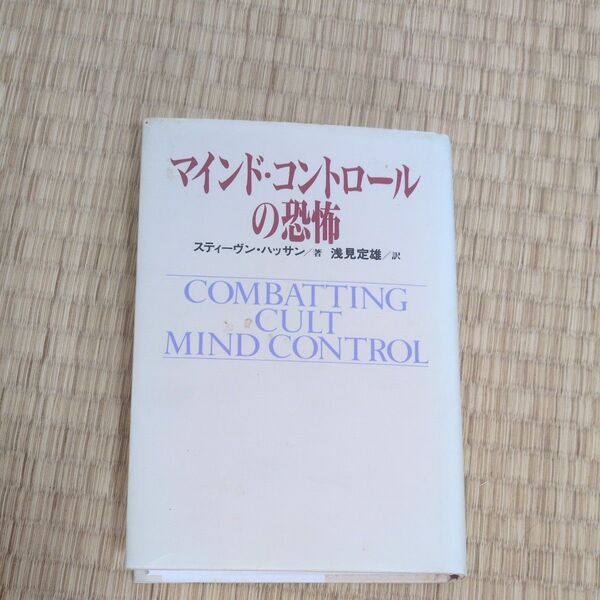 マインド・コントロール
の恐怖
スティーヴン・ハッサン／著 浅見定雄／訳
COMBATTING
CULT
MIND CONTROL